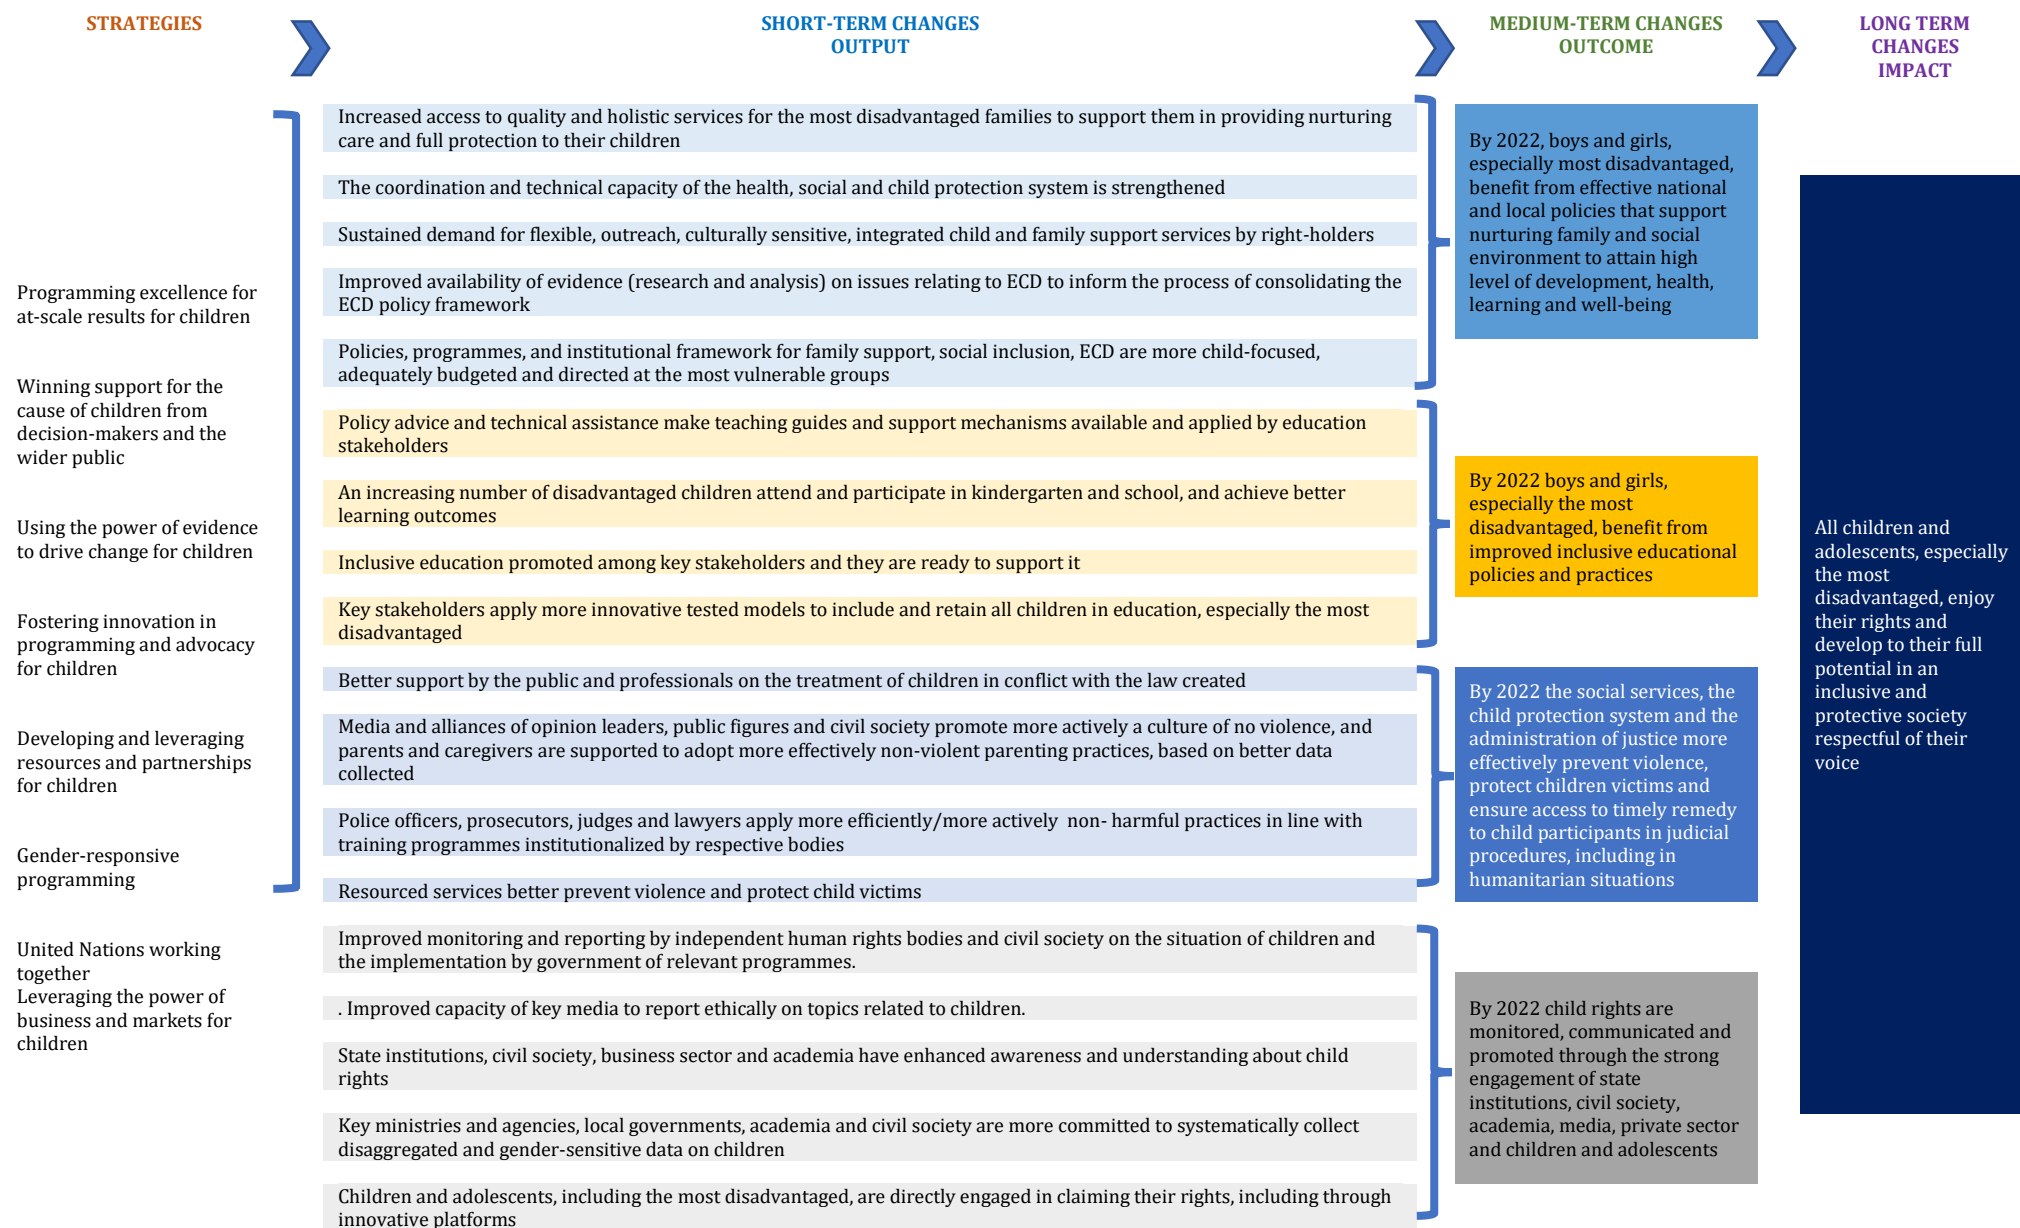 STRATEGIES
SHORT-TERM CHANGES
OUTPUT
MEDIUM-TERM CHANGES
OUTCOME
LONG TERM
CHANGES
IMPACT
Programming excellence for
at-scale results for children
Winning support for the
cause of children from
decision-makers and the
wider public
Using the power of evidence
to drive change for children
Fostering innovation in
programming and advocacy
for children
Developing and leveraging
resources and partnerships
for children
Gender-responsive
programming
United Nations working
together
Leveraging the power of
business and markets for
children
Increased access to quality and holistic services for the most disadvantaged families to support them in providing nurturing
care and full protection to their children
The coordination and technical capacity of the health, social and child protection system is strengthened
Sustained demand for flexible, outreach, culturally sensitive, integrated child and family support services by right-holders
Improved availability of evidence (research and analysis) on issues relating to ECD to inform the process of consolidating the
ECD policy framework
Policies, programmes, and institutional framework for family support, social inclusion, ECD are more child-focused,
adequately budgeted and directed at the most vulnerable groups
Policy advice and technical assistance make teaching guides and support mechanisms available and applied by education
stakeholders
An increasing number of disadvantaged children attend and participate in kindergarten and school, and achieve better
learning outcomes
Inclusive education promoted among key stakeholders and they are ready to support it
Key stakeholders apply more innovative tested models to include and retain all children in education, especially the most
disadvantaged
Better support by the public and professionals on the treatment of children in conflict with the law created
Media and alliances of opinion leaders, public figures and civil society promote more actively a culture of no violence, and
parents and caregivers are supported to adopt more effectively non-violent parenting practices, based on better data
collected
Police officers, prosecutors, judges and lawyers apply more efficiently/more actively  non- harmful practices in line with
training programmes institutionalized by respective bodies
Resourced services better prevent violence and protect child victims
Improved monitoring and reporting by independent human rights bodies and civil society on the situation of children and
the implementation by government of relevant programmes.
. Improved capacity of key media to report ethically on topics related to children.
State institutions, civil society, business sector and academia have enhanced awareness and understanding about child
rights
Key ministries and agencies, local governments, academia and civil society are more committed to systematically collect
disaggregated and gender-sensitive data on children
Children and adolescents, including the most disadvantaged, are directly engaged in claiming their rights, including through
innovative platforms
By 2022, boys and girls,
especially most disadvantaged,
benefit from effective national
and local policies that support
nurturing family and social
environment to attain high
level of development, health,
learning and well-being
By 2022 boys and girls,
especially the most
disadvantaged, benefit from
improved inclusive educational
policies and practices
By 2022 the social services, the
child protection system and the
administration of justice more
effectively prevent violence,
protect children victims and
ensure access to timely remedy
to child participants in judicial
procedures, including in
humanitarian situations
By 2022 child rights are
monitored, communicated and
promoted through the strong
engagement of state
institutions, civil society,
academia, media, private sector
and children and adolescents
All children and
adolescents, especially
the most
disadvantaged, enjoy
their rights and
develop to their full
potential in an
inclusive and
protective society
respectful of their
voice